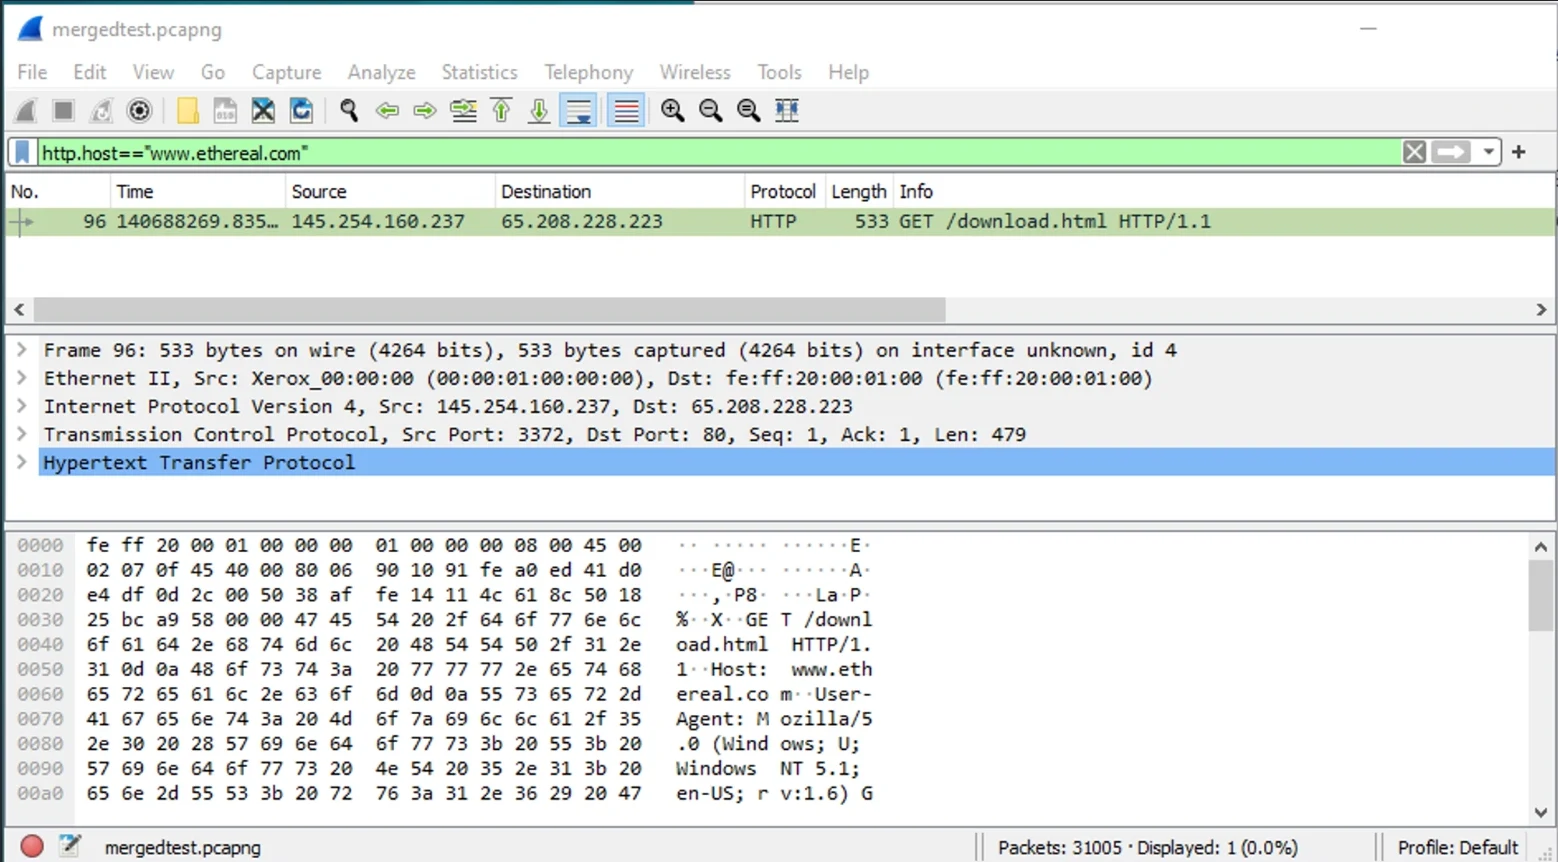 mergedtest.pcapng
File Edit View Go Capture Analyze Statistics Telephony Wireless Tools Help
http.host=="www.ethereal.com"
No. Time Source Destination Protocol Length Info
96 140688269.835… 145.254.160.237 65.208.228.223 HTTP 533 GET /download.html HTTP/1.1
Frame 96: 533 bytes on wire (4264 bits), 533 bytes captured (4264 bits) on interface unknown, id 4
Ethernet II, Src: Xerox_00:00:00 (00:00:01:00:00:00), Dst: fe:ff:20:00:01:00 (fe:ff:20:00:01:00)
Internet Protocol Version 4, Src: 145.254.160.237, Dst: 65.208.228.223
Transmission Control Protocol, Src Port: 3372, Dst Port: 80, Seq: 1, Ack: 1, Len: 479
Hypertext Transfer Protocol
0000 fe ff 20 00 01 00 00 00 01 00 00 00 08 00 45 00 ·· ····· ······E·
0010 02 07 0f 45 40 00 80 06 90 10 91 fe a0 ed 41 d0 ···E@··· ······A·
0020 e4 df 0d 2c 00 50 38 af fe 14 11 4c 61 8c 50 18 ···,·P8· ···La·P·
0030 25 bc a9 58 00 00 47 45 54 20 2f 64 6f 77 6e 6c %··X··GE T /downl
0040 6f 61 64 2e 68 74 6d 6c 20 48 54 54 50 2f 31 2e oad.html HTTP/1.
0050 31 0d 0a 48 6f 73 74 3a 20 77 77 77 2e 65 74 68 1··Host: www.eth
0060 65 72 65 61 6c 2e 63 6f 6d 0d 0a 55 73 65 72 2d ereal.co m··User-
0070 41 67 65 6e 74 3a 20 4d 6f 7a 69 6c 6c 61 2f 35 Agent: M ozilla/5
0080 2e 30 20 28 57 69 6e 64 6f 77 73 3b 20 55 3b 20 .0 (Wind ows; U;
0090 57 69 6e 64 6f 77 73 20 4e 54 20 35 2e 31 3b 20 Windows NT 5.1;
00a0 65 6e 2d 55 53 3b 20 72 76 3a 31 2e 36 29 20 47 en-US; r v:1.6) G
mergedtest.pcapng Packets: 31005 · Displayed: 1 (0.0%) Profile: Default